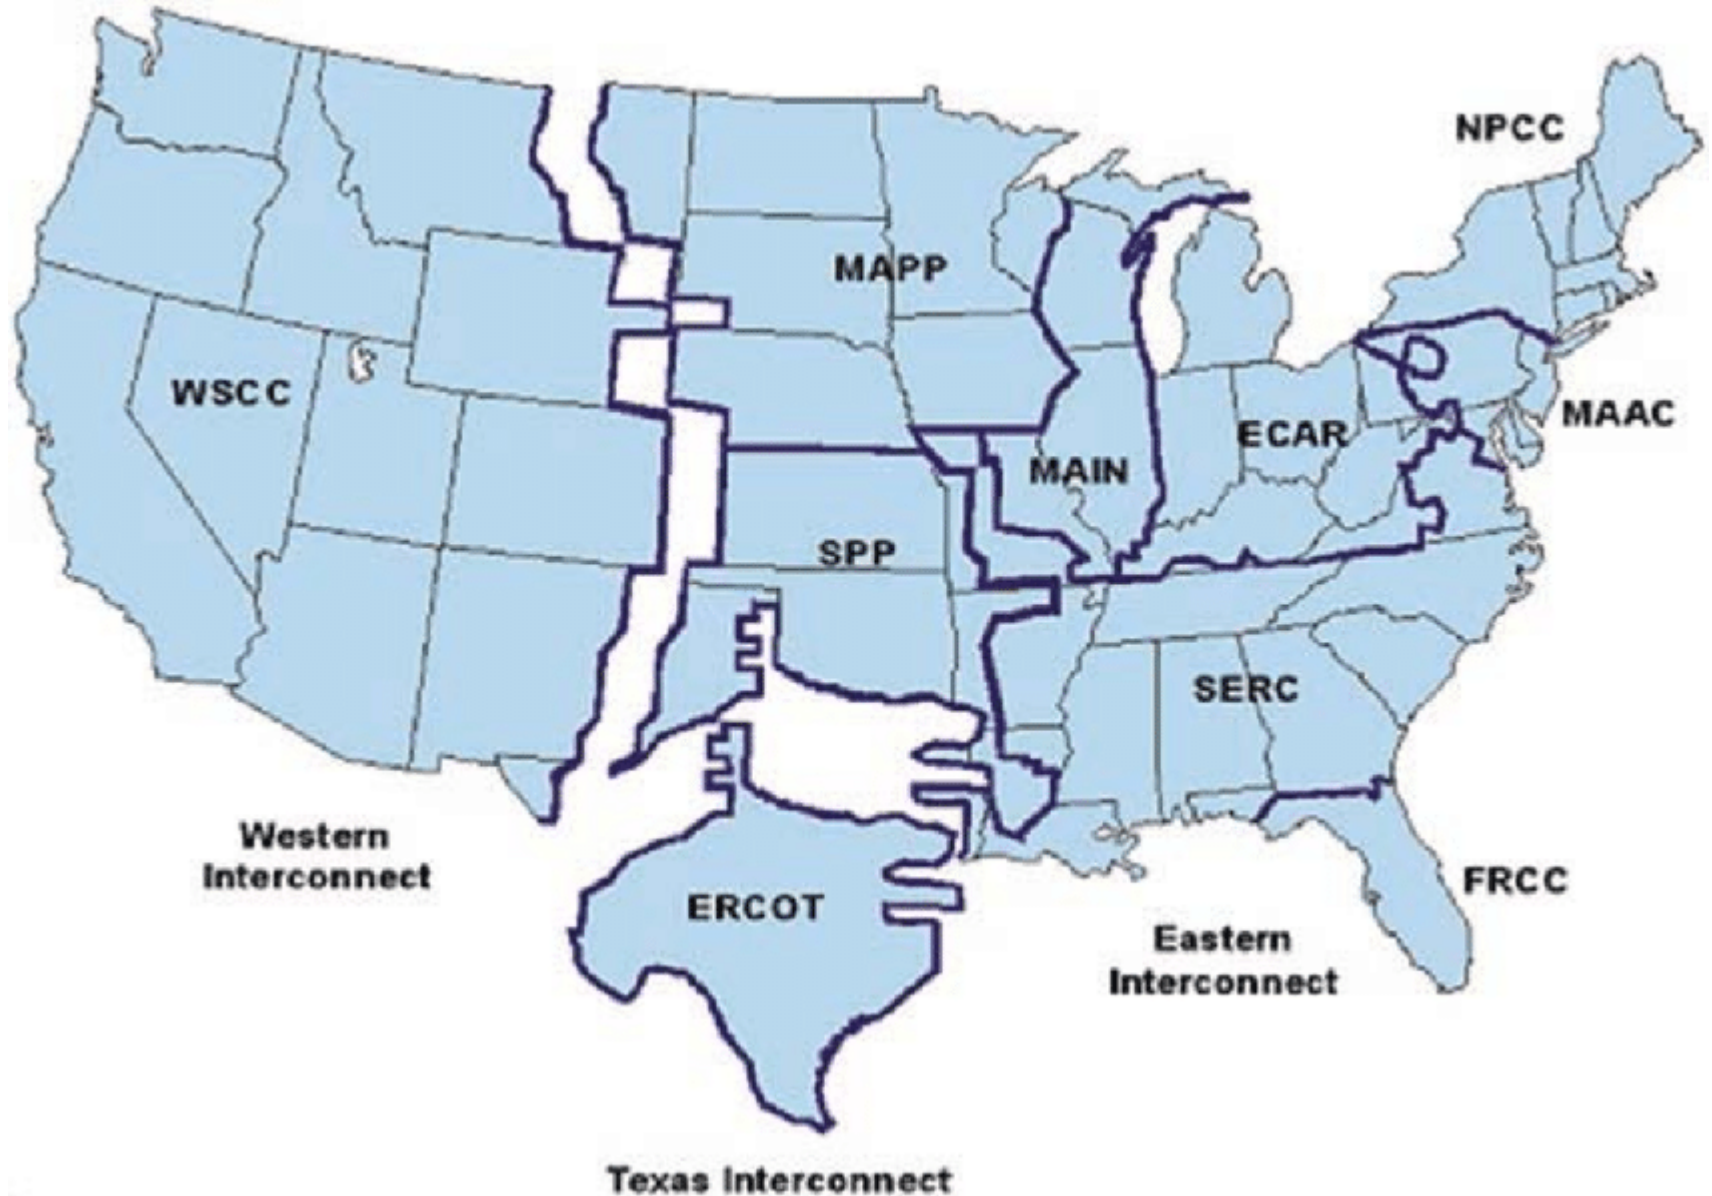 NPCC
MAPP
WSCC
MAAC
ECAR
MAIN
SPP
SERC
Western
Interconnect
ERCOT
FRCC
Eastern
Interconnect
Texas Interconnect